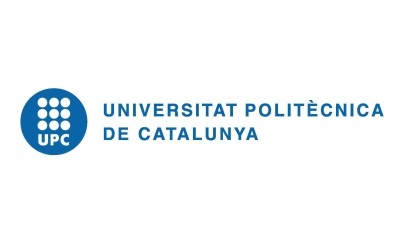 UPC
UNIVERSITAT POLITÈCNICA
DE CATALUNYA